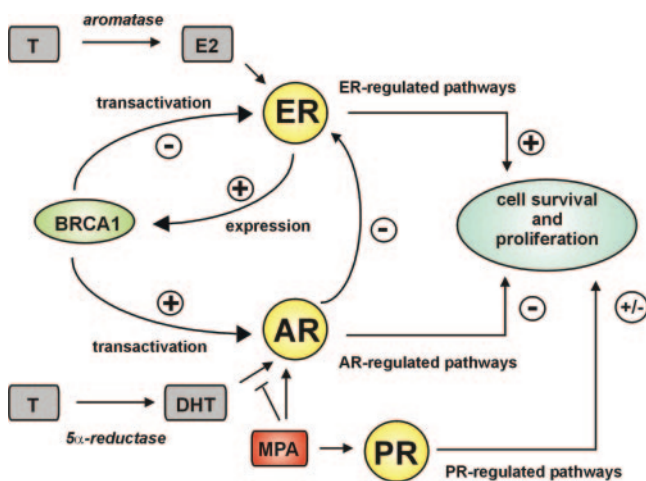 aromatase
T
E2
ER-regulated pathways
transactivation
ER
-
+
+
cell survival
and
proliferation
BRCA1
expression
-
+
-
+/-
AR
transactivation
AR-regulated pathways
T
DHT
5α-reductase
MPA
PR
PR-regulated pathways